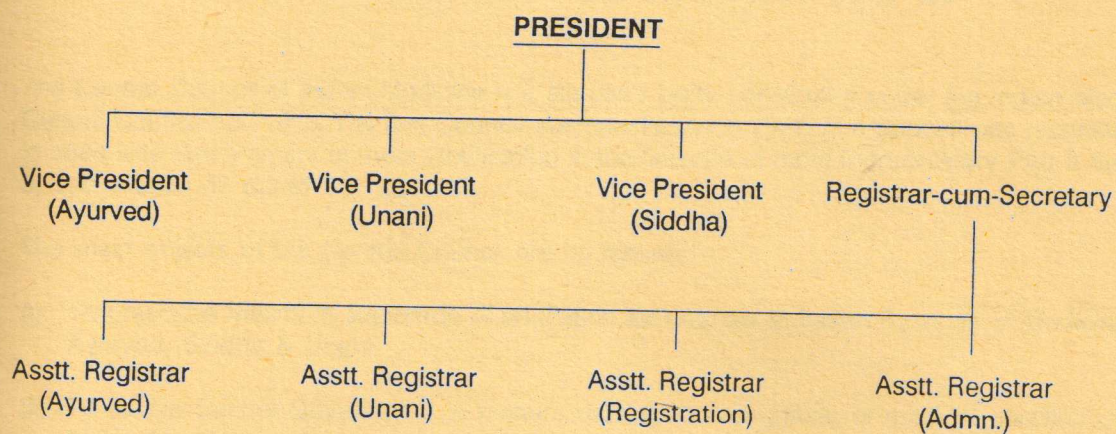 PRESIDENT
Vice President
(Ayurved)
Vice President
(Unani)
Vice President
(Siddha)
Registrar-cum-Secretary
Asstt. Registrar
(Ayurved)
Asstt. Registrar
(Unani)
Asstt. Registrar
(Registration)
Asstt. Registrar
(Admn.)